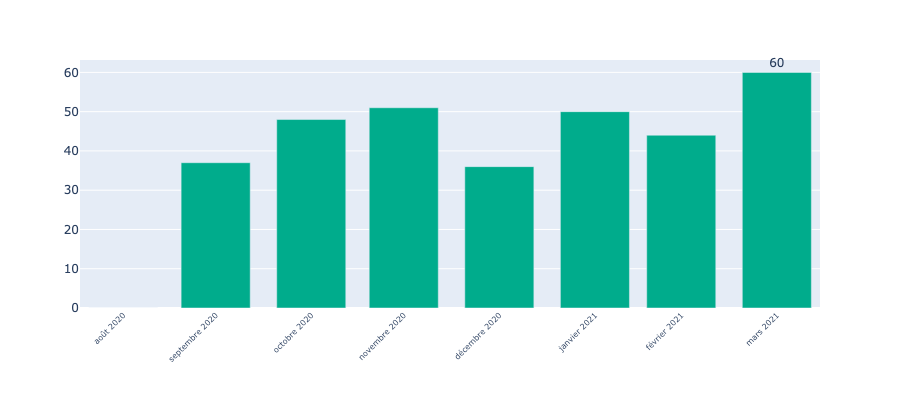 60
60
50
40
30
20
10
0
août 2020
septembre 2020
octobre 2020
novembre 2020
décembre 2020
janvier 2021
février 2021
mars 2021